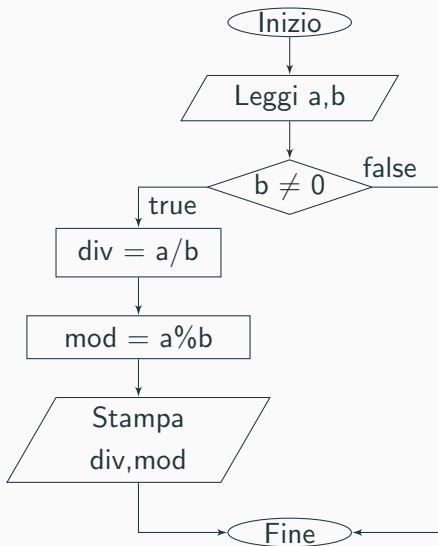 Inizio
Leggi a,b
b ≠ 0
false
true
div = a/b
mod = a%b
Stampa
div,mod
Fine